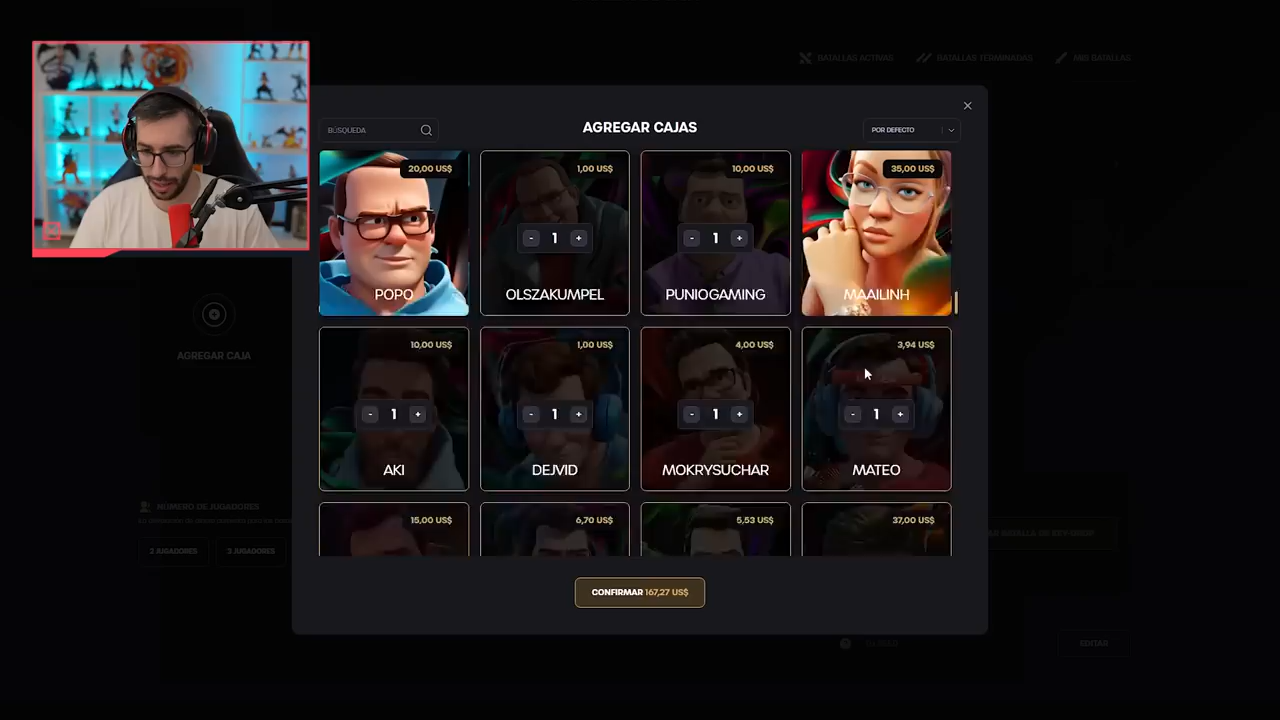 BATALLAS ACTIVAS
BATALLAS TERMINADAS
MIS BATALLAS
BÚSQUEDA
AGREGAR CAJAS
POR DEFECTO
20,00 US$
1,00 US$
10,00 US$
35,00 US$
- 1 +
- 1 +
POPO
OLSZAKUMPEL
PUNIOGAMING
MAAILINH
10,00 US$
1,00 US$
4,00 US$
3,94 US$
- 1 +
- 1 +
- 1 +
- 1 +
AKI
DEJVID
MOKRYSUCHAR
MATEO
15,00 US$
6,70 US$
5,53 US$
37,00 US$
CONFIRMAR 167,27 US$
AGREGAR CAJA
NÚMERO DE JUGADORES
2 JUGADORES
3 JUGADORES
EDITAR